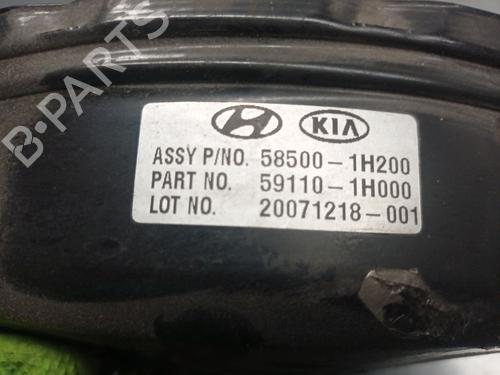 B-PARTS
KIA
ASSY P/NO. 58500-1H200
PART NO. 59110-1H000
LOT NO. 20071218-001